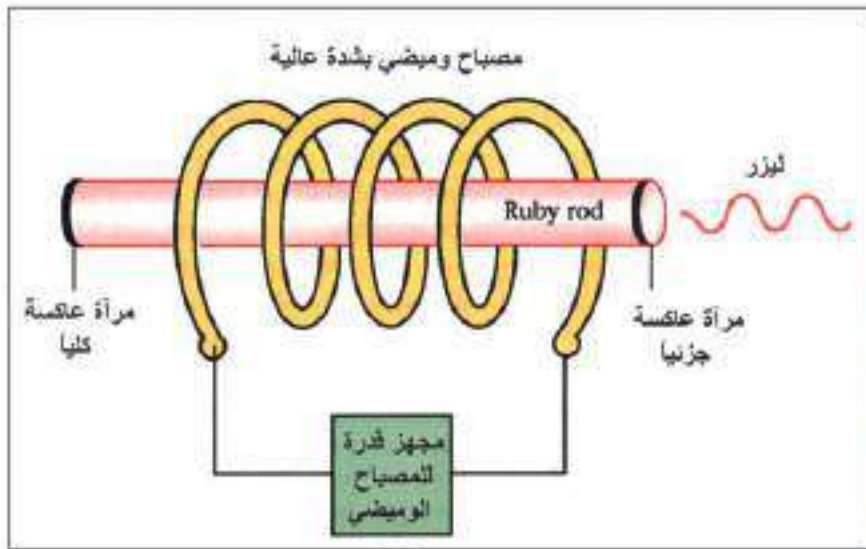 مصباح وميضي بشدة عالية
ليزر
Ruby rod
مرآة عاكسة
كلياً
مرآة عاكسة
جزئياً
مجهز قدرة
للمصباح
الوميضي